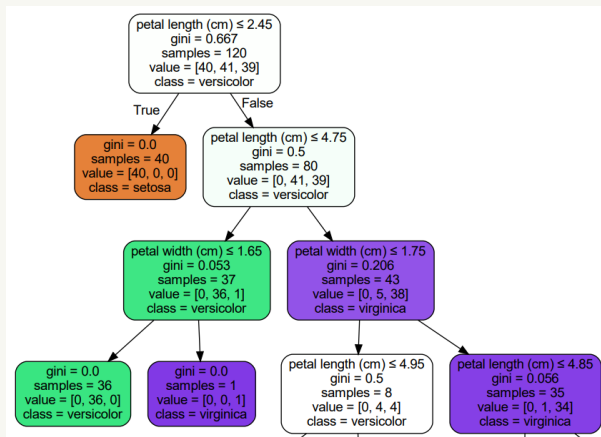 petal length (cm) ≤ 2.45
gini = 0.667
samples = 120
value = [40, 41, 39]
class = versicolor
True
False
gini = 0.0
samples = 40
value = [40, 0, 0]
class = setosa
petal length (cm) ≤ 4.75
gini = 0.5
samples = 80
value = [0, 41, 39]
class = versicolor
petal width (cm) ≤ 1.65
gini = 0.053
samples = 37
value = [0, 36, 1]
class = versicolor
petal width (cm) ≤ 1.75
gini = 0.206
samples = 43
value = [0, 5, 38]
class = virginica
gini = 0.0
samples = 36
value = [0, 36, 0]
class = versicolor
gini = 0.0
samples = 1
value = [0, 0, 1]
class = virginica
petal length (cm) ≤ 4.95
gini = 0.5
samples = 8
value = [0, 4, 4]
class = versicolor
petal length (cm) ≤ 4.85
gini = 0.056
samples = 35
value = [0, 1, 34]
class = virginica